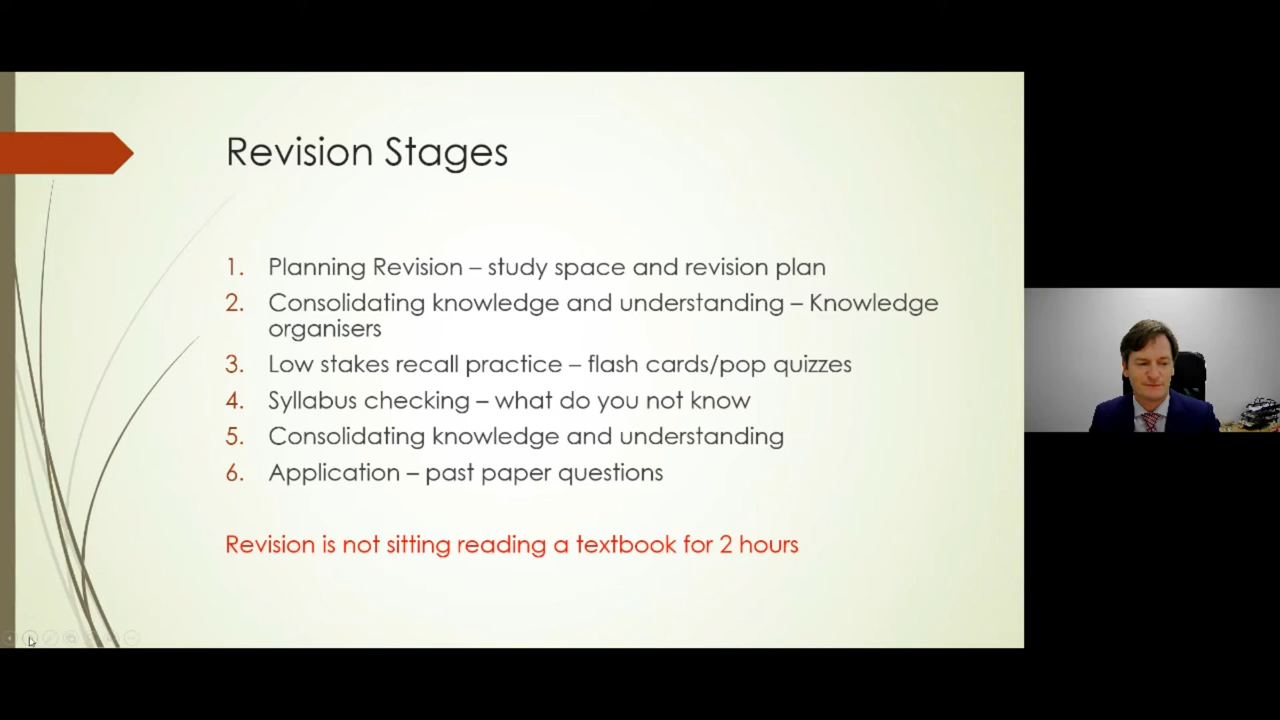 Revision Stages
1. Planning Revision – study space and revision plan
2. Consolidating knowledge and understanding – Knowledge
organisers
3. Low stakes recall practice – flash cards/pop quizzes
4. Syllabus checking – what do you not know
5. Consolidating knowledge and understanding
6. Application – past paper questions
Revision is not sitting reading a textbook for 2 hours